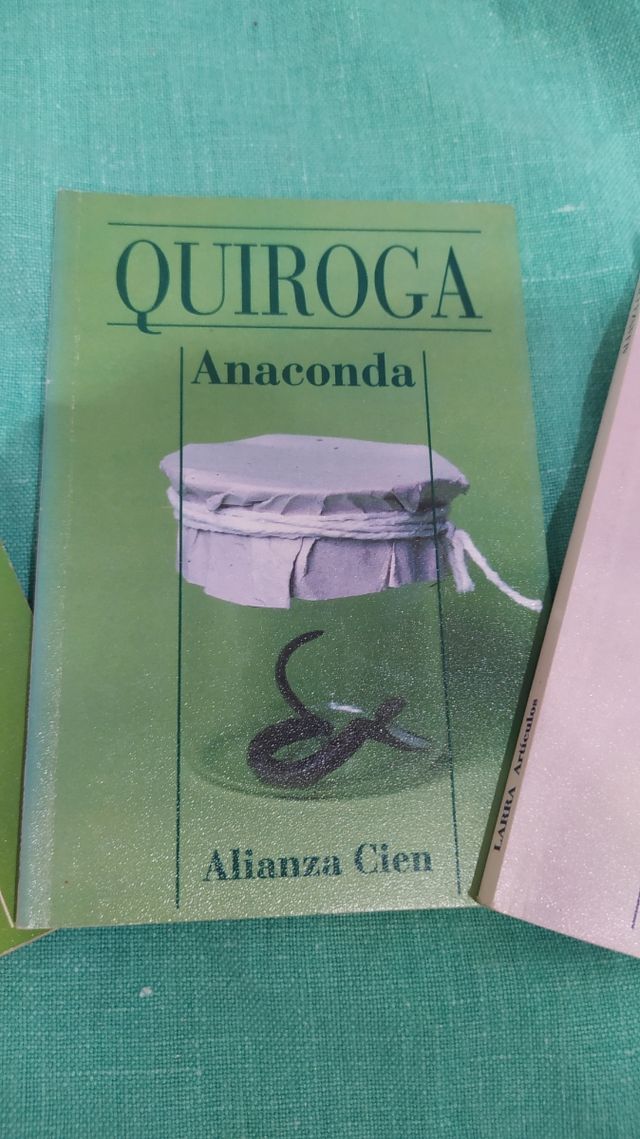 QUIROGA
Anaconda
Alianza Cien
LARRA Artículos